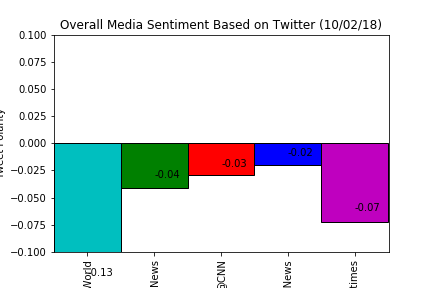 Overall Media Sentiment Based on Twitter (10/02/18)
0.100
0.075
0.050
0.025
0.000
−0.025
−0.050
−0.075
−0.100
Tweet Polarity
-0.13
-0.04
-0.03
-0.02
-0.07
World
News
@CNN
News
times